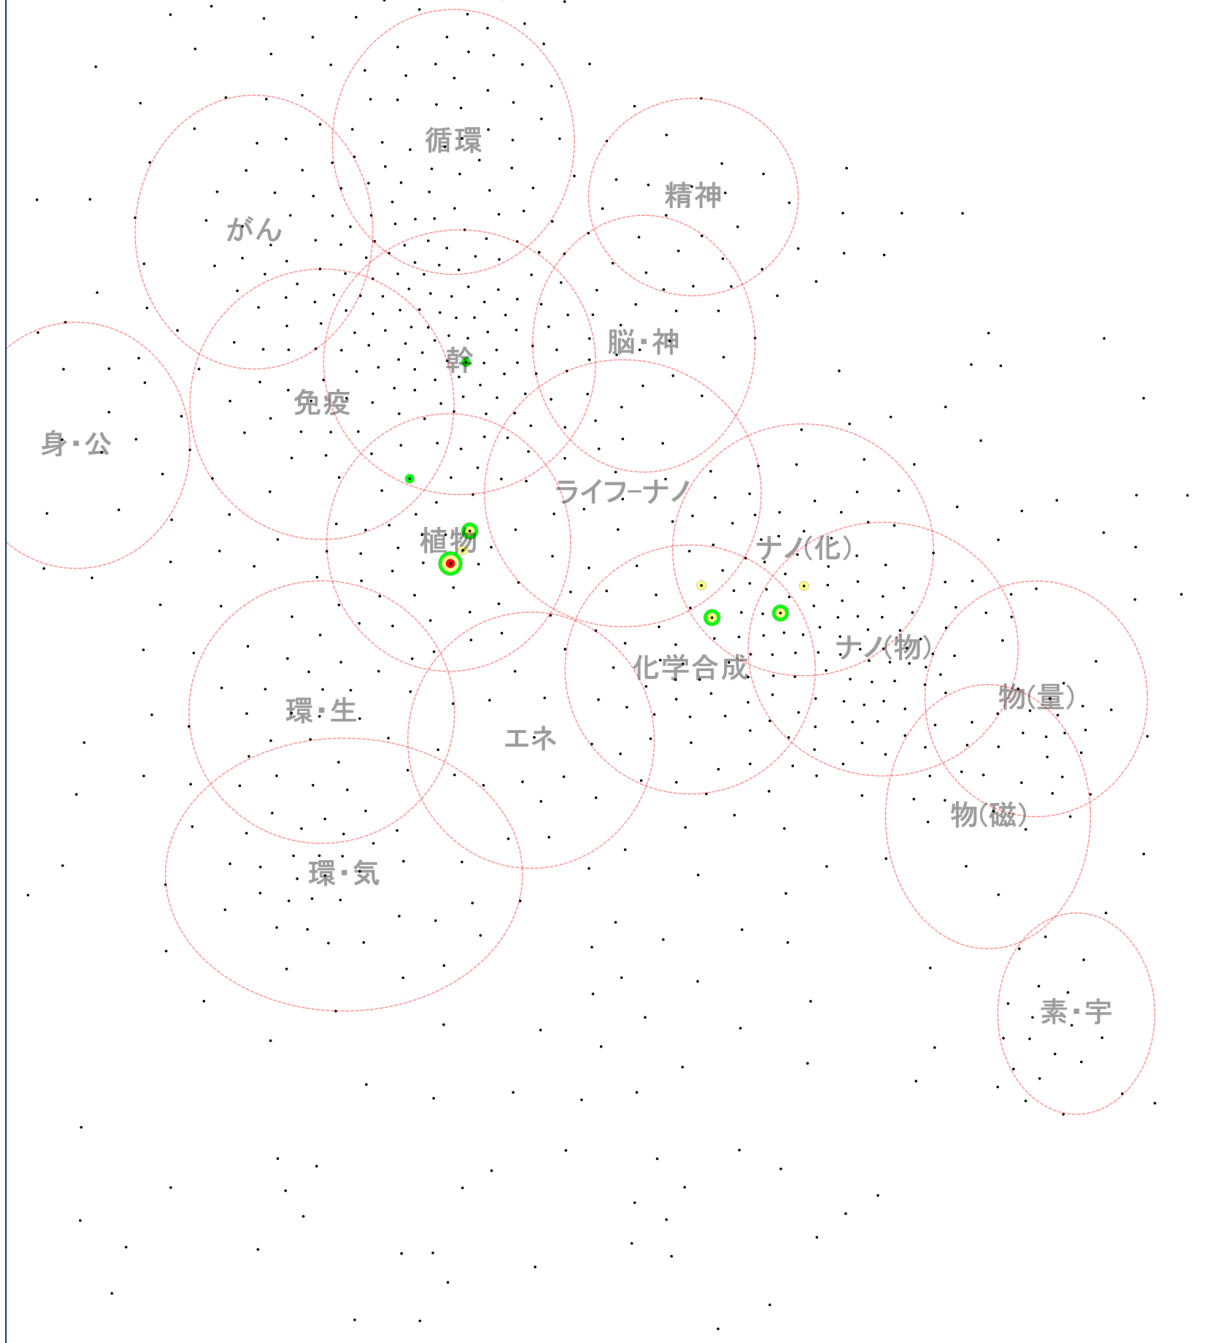 循環
精神
がん
脳・神
幹
免疫
身・公
ライフ-ナノ
植物
ナノ(化)
ナノ(物)
化学合成
物(量)
環・生
エネ
物(磁)
環・気
素・宇